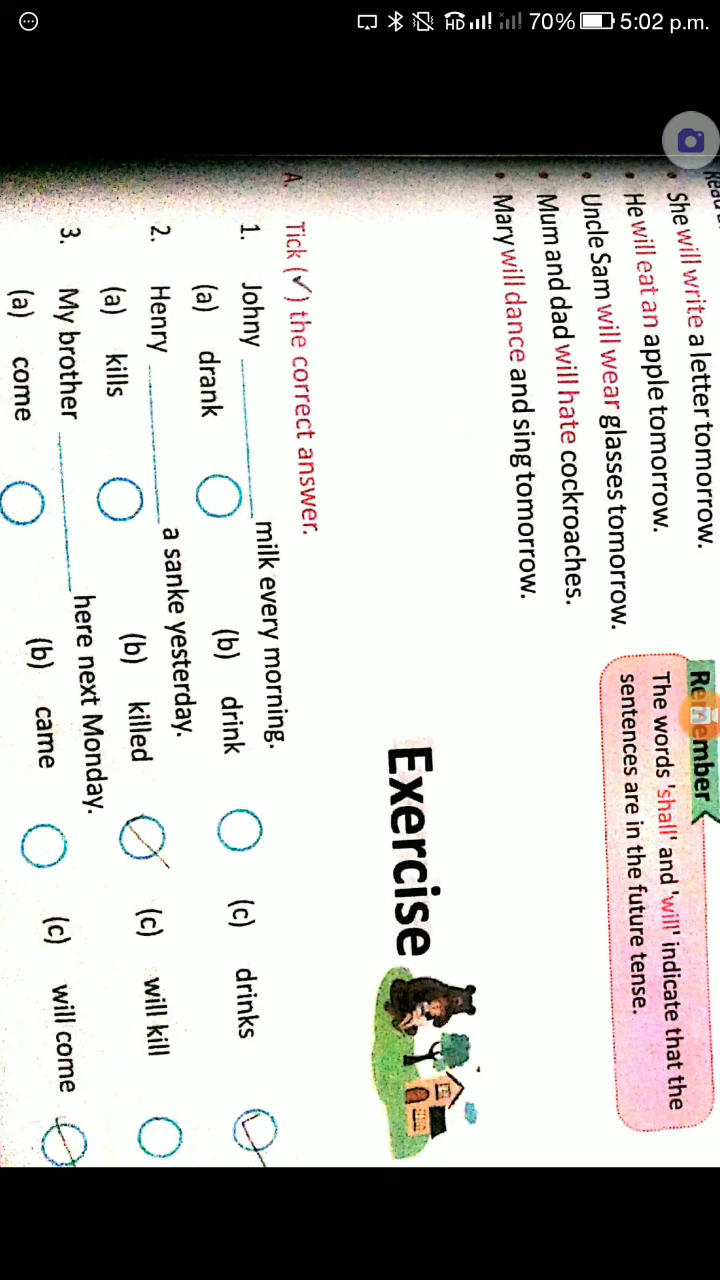 70% 5:02 p.m.
She will write a letter tomorrow.
He will eat an apple tomorrow.
Uncle Sam will wear glasses tomorrow.
Mum and dad will hate cockroaches.
Mary will dance and sing tomorrow.
Remember
The words 'shall' and 'will' indicate that the
sentences are in the future tense.
Exercise
A. Tick (✓) the correct answer.
1. Johny ________ milk every morning.
(a) drank (b) drink (c) drinks
2. Henry ________ a sanke yesterday.
(a) kills (b) killed (c) will kill
3. My brother ________ here next Monday.
(a) come (b) came (c) will come